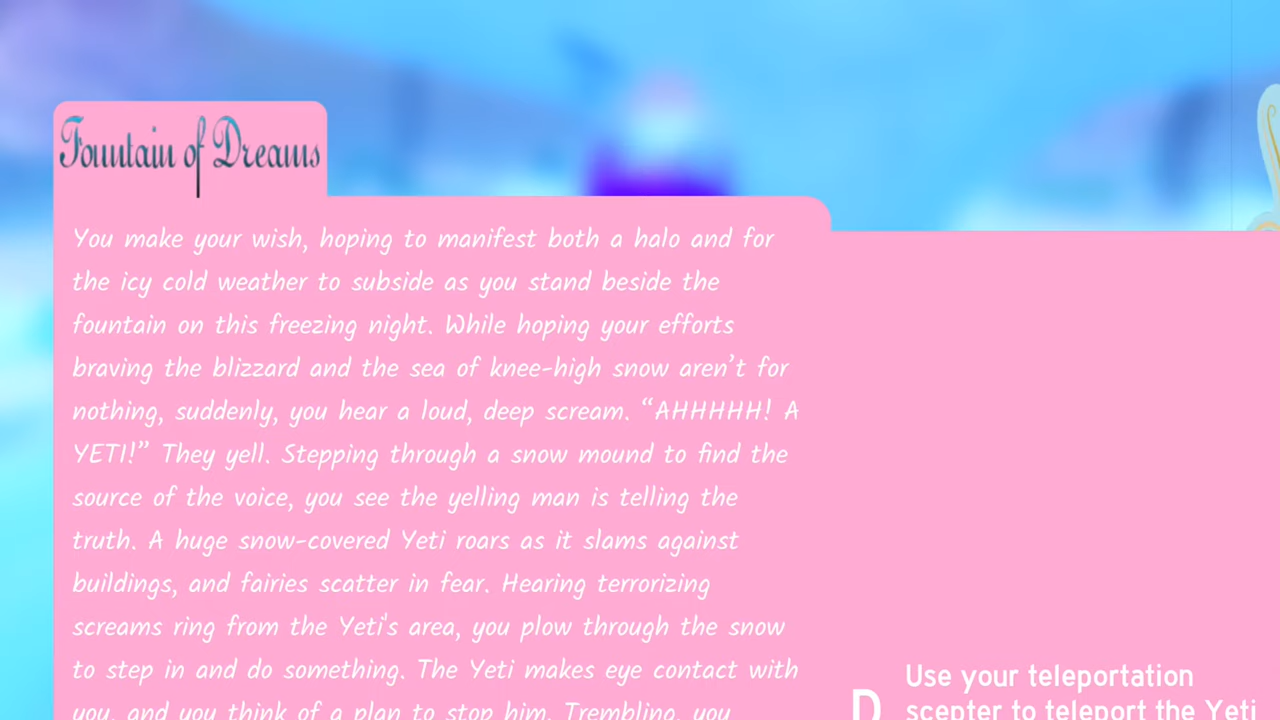 Fountain of Dreams
You make your wish, hoping to manifest both a halo and for
the icy cold weather to subside as you stand beside the
fountain on this freezing night. While hoping your efforts
braving the blizzard and the sea of knee-high snow aren’t for
nothing, suddenly, you hear a loud, deep scream. “AHHHHH! A
YETI!” They yell. Stepping through a snow mound to find the
source of the voice, you see the yelling man is telling the
truth. A huge snow-covered Yeti roars as it slams against
buildings, and fairies scatter in fear. Hearing terrorizing
screams ring from the Yeti's area, you plow through the snow
to step in and do something. The Yeti makes eye contact with
you, and you think of a plan to stop him. Trembling, you
D
Use your teleportation
scepter to teleport the Yeti